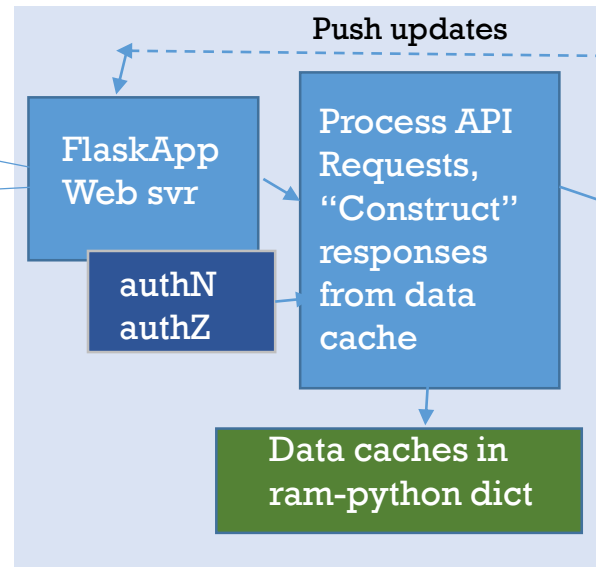 Push updates
FlaskApp
Web svr
authN
authZ
Process API
Requests,
“Construct”
responses
from data
cache
Data caches in
ram-python dict